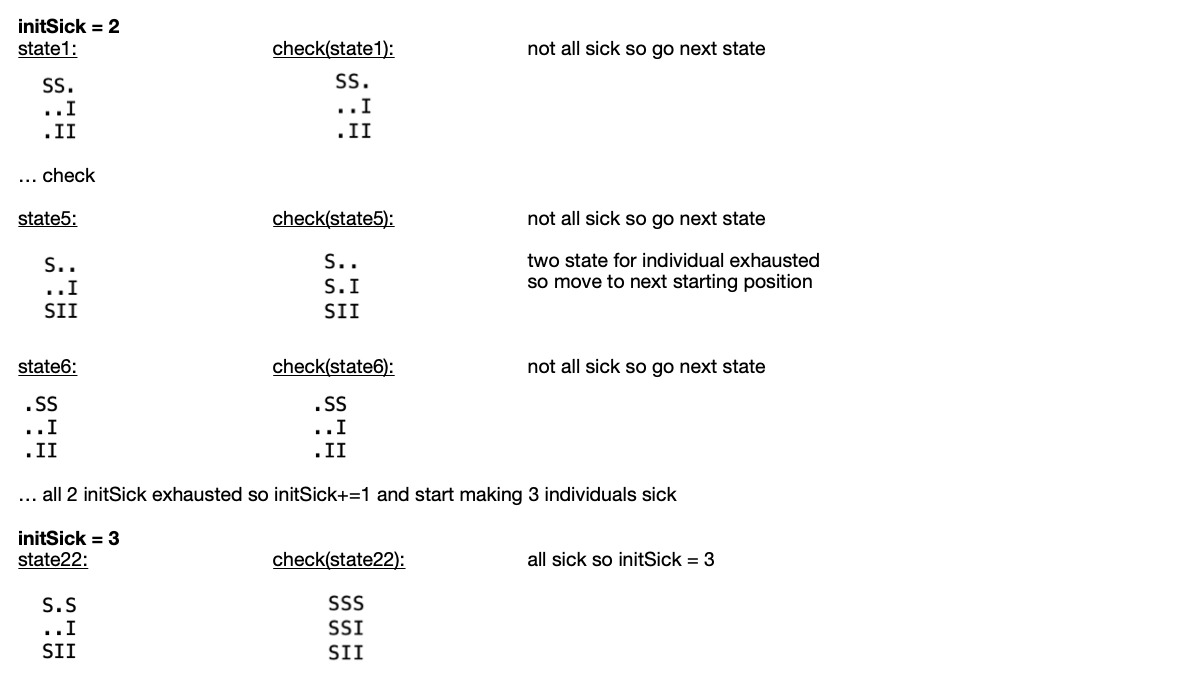 initSick = 2
state1: check(state1): not all sick so go next state
SS. SS.
..I ..I
.II .II
... check
state5: check(state5): not all sick so go next state
S.. S.. two state for individual exhausted
..I S.I so move to next starting position
SII SII
state6: check(state6): not all sick so go next state
.SS .SS
..I ..I
.II .II
... all 2 initSick exhausted so initSick+=1 and start making 3 individuals sick
initSick = 3
state22: check(state22): all sick so initSick = 3
S.S SSS
..I SSI
SII SII